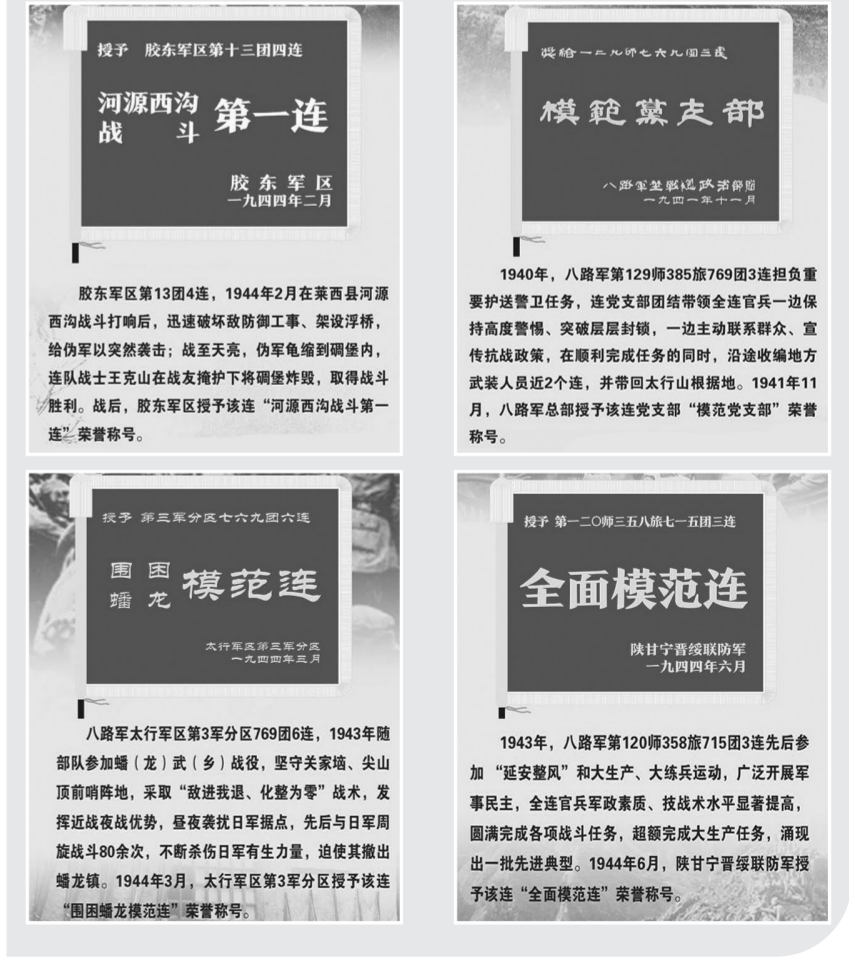 授予 胶东军区第十三团四连
河源西沟
战斗 第一连
胶东军区
一九四四年二月
胶东军区第13团4连，1944年2月在莱西县河源
西沟战斗打响后，迅速破坏敌防御工事、架设浮桥，
给伪军以突然袭击；战至天亮，伪军龟缩到碉堡内，
连队战士王克山在战友掩护下将碉堡炸毁，取得战斗
胜利。战后，胶东军区授予该连“河源西沟战斗第一
连”荣誉称号。
奖给一二九师七六九团三连
模範黨支部
八路军野战政治部
一九四一年十一月
1940年，八路军第129师385旅769团3连担负重
要护送警卫任务，连党支部团结带领全连官兵一边保
持高度警惕、突破层层封锁，一边主动联系群众、宣
传抗战政策，在顺利完成任务的同时，沿途收编地方
武装人员近2个连，并带回太行山根据地。1941年11
月，八路军总部授予该连党支部“模范党支部”荣誉
称号。
授予 第三军分区七六九团六连
围困
蟠龙 模范连
太行军区第三军分区
一九四四年三月
八路军太行军区第3军分区769团6连，1943年随
部队参加蟠（龙）武（乡）战役，坚守关家垴、尖山
顶前哨阵地，采取“敌进我退、化整为零”战术，发
挥近战夜战优势，昼夜袭扰日军据点，先后与日军周
旋战斗80余次，不断杀伤日军有生力量，迫使其撤出
蟠龙镇。1944年3月，太行军区第3军分区授予该连
“围困蟠龙模范连”荣誉称号。
授予 第一二〇师三五八旅七一五团三连
全面模范连
陕甘宁晋绥联防军
一九四四年六月
1943年，八路军第120师358旅715团3连先后参
加 “延安整风”和大生产、大练兵运动，广泛开展军
事民主，全连官兵军政素质、技战术水平显著提高，
圆满完成各项战斗任务，超额完成大生产任务，涌现
出一批先进典型。1944年6月，陕甘宁晋绥联防军授
予该连“全面模范连”荣誉称号。